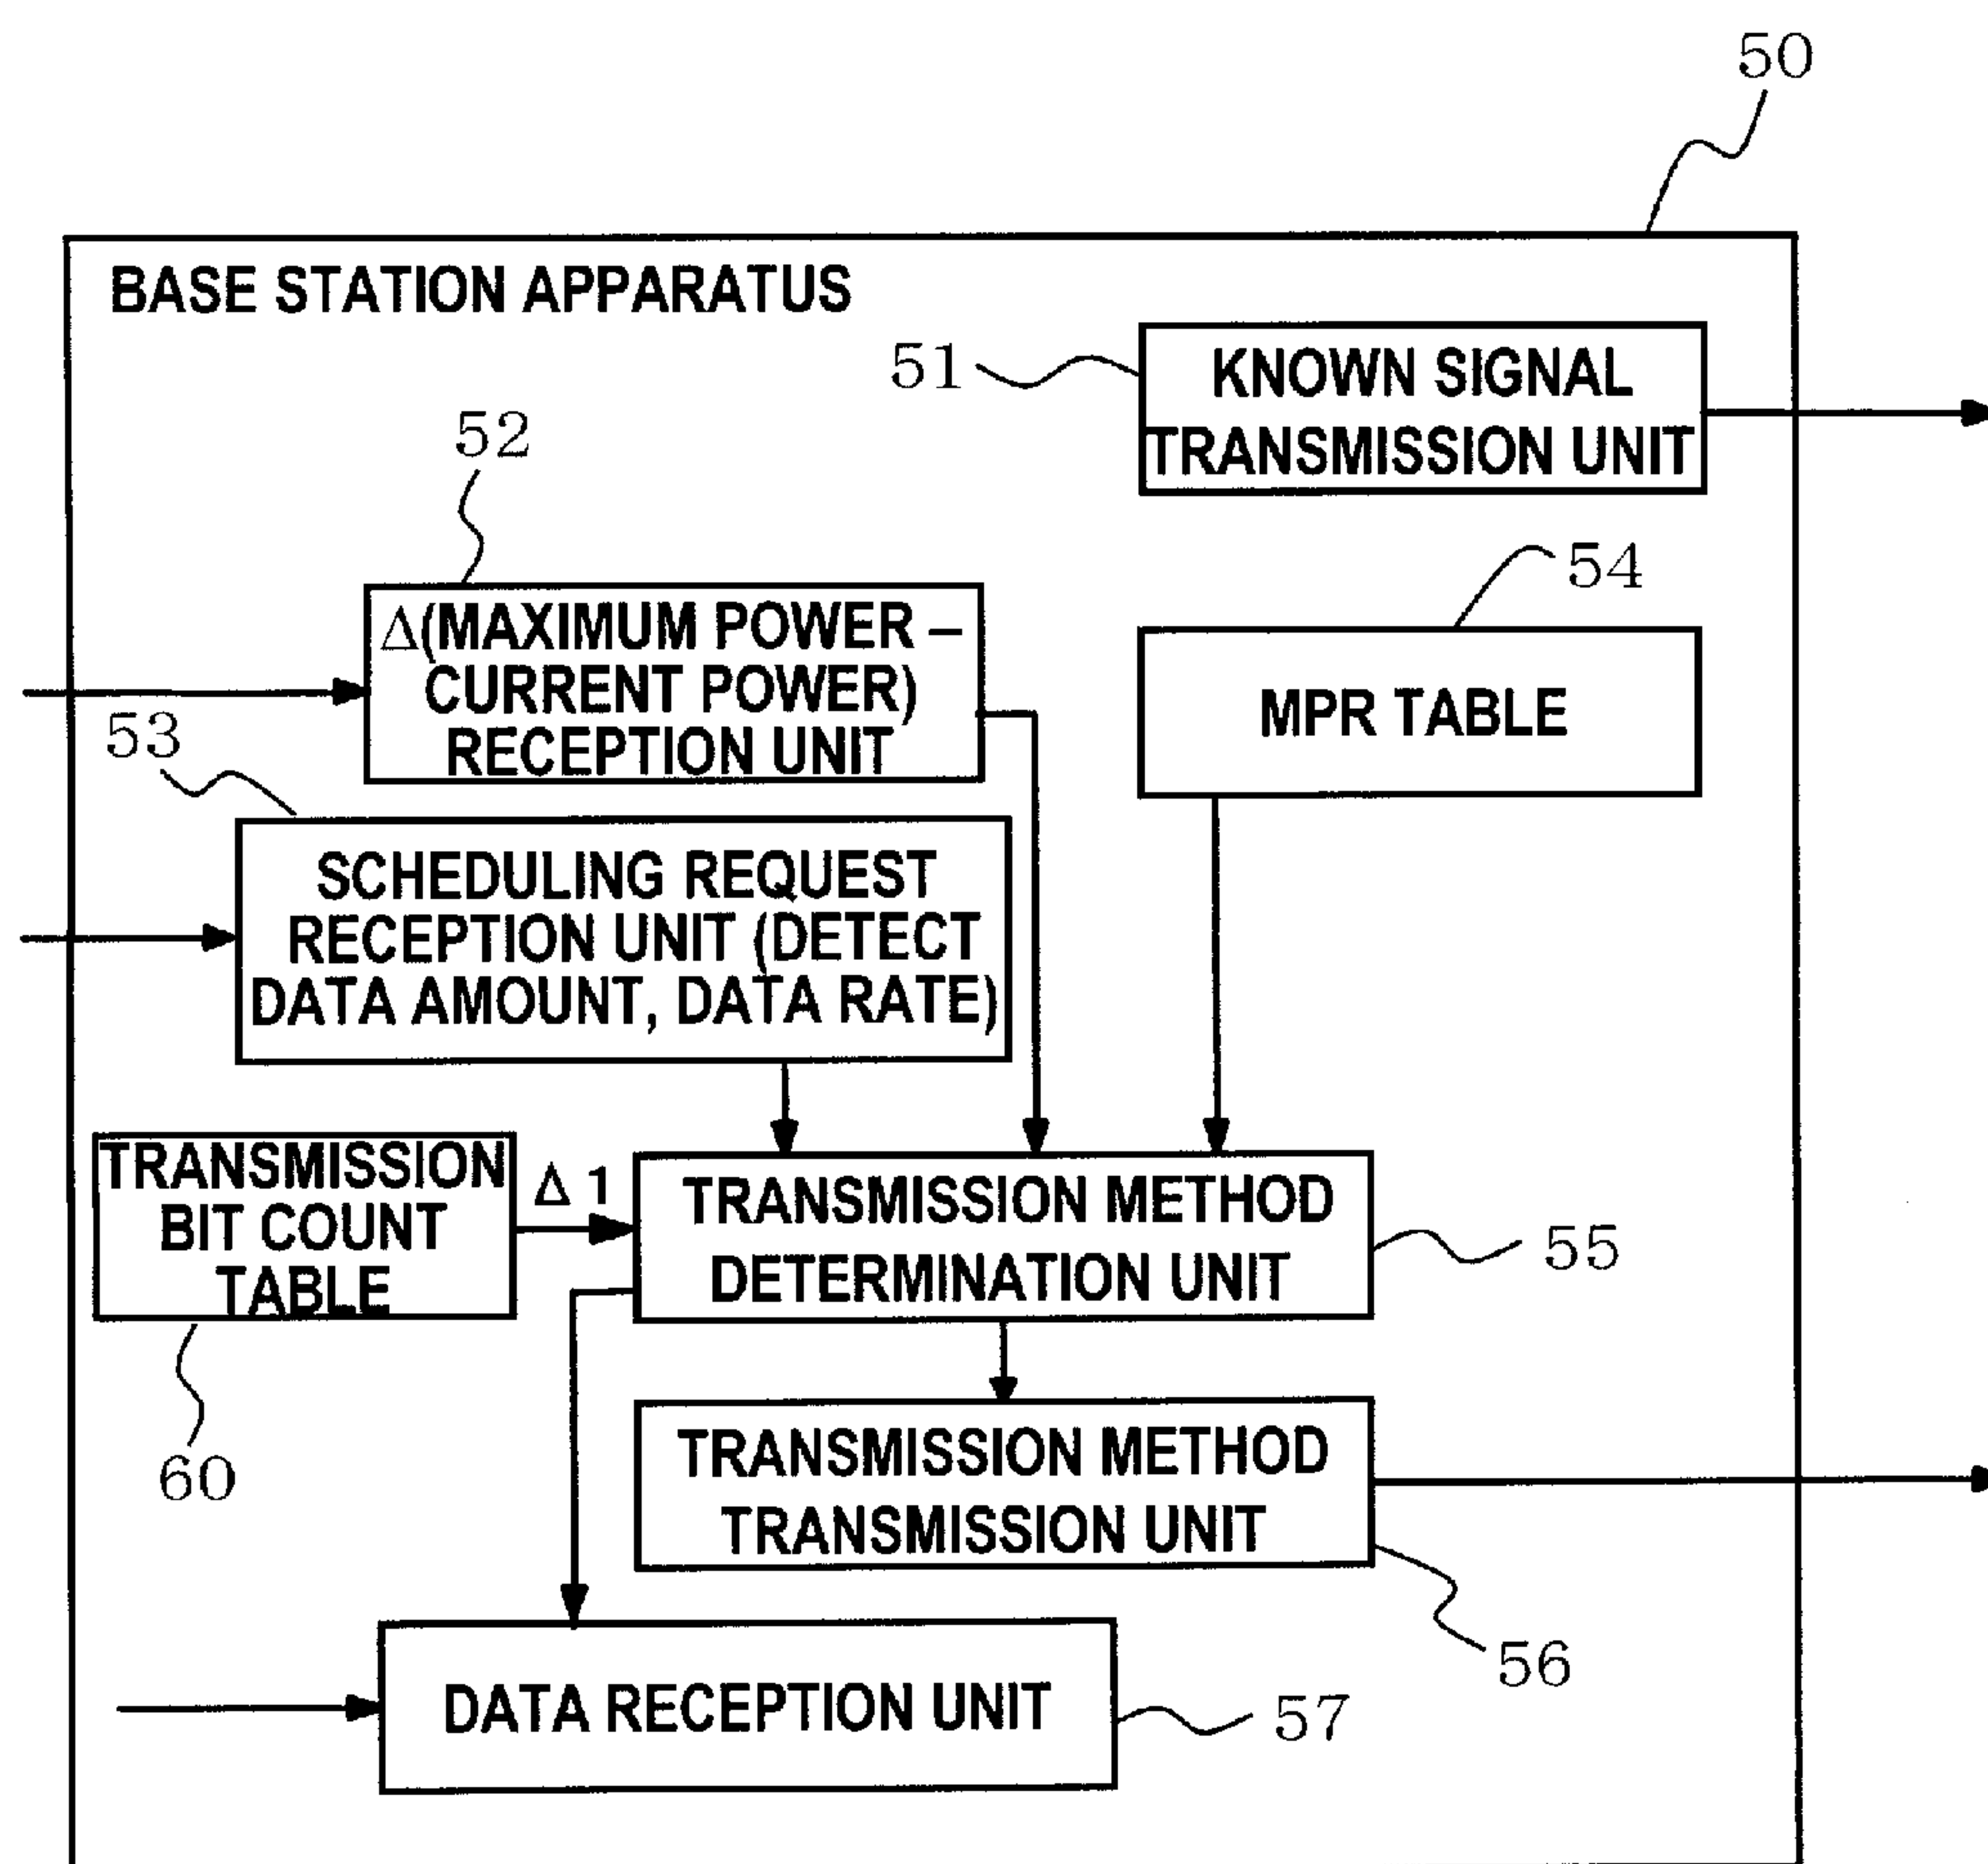 50
BASE STATION APPARATUS
51
KNOWN SIGNAL
TRANSMISSION UNIT
52
Δ(MAXIMUM POWER –
CURRENT POWER)
RECEPTION UNIT
54
MPR TABLE
53
SCHEDULING REQUEST
RECEPTION UNIT (DETECT
DATA AMOUNT, DATA RATE)
TRANSMISSION
BIT COUNT
TABLE
60
Δ1
TRANSMISSION METHOD
DETERMINATION UNIT
55
TRANSMISSION METHOD
TRANSMISSION UNIT
56
DATA RECEPTION UNIT
57